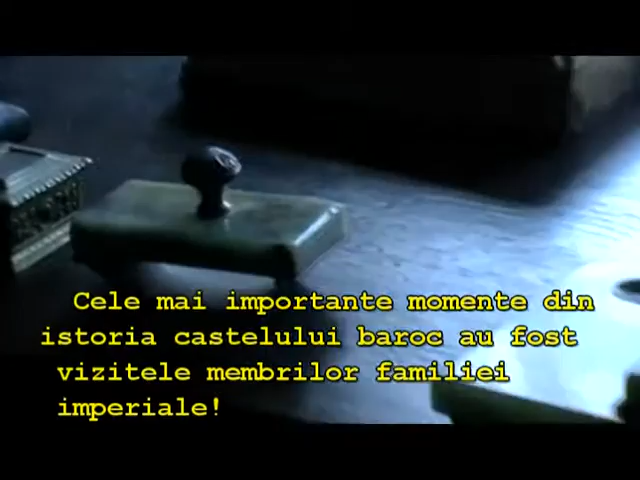 Cele mai importante momente din
istoria castelului baroc au fost
vizitele membrilor familiei
imperiale!